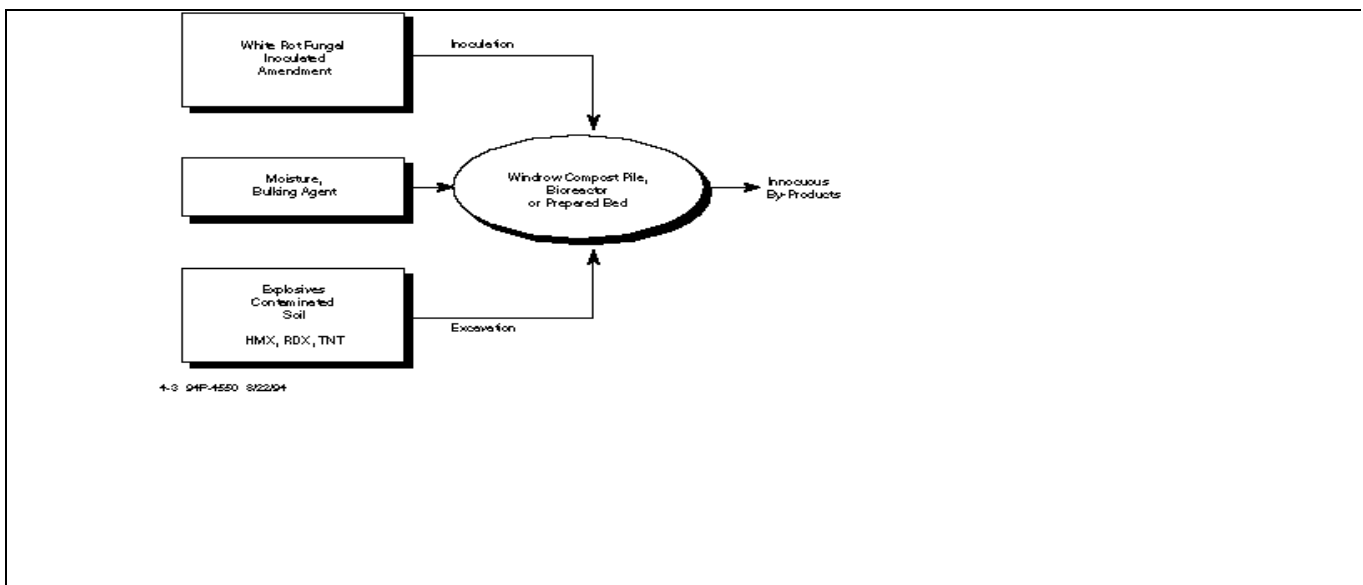 White Rot Fungal
Inoculated
Amendment
Inoculation
Moisture,
Bulking Agent
Windrow Compost Pile,
Bioreactor
or Prepared Bed
Innocuous
By-Products
Explosives
Contaminated
Soil
HMX, RDX, TNT
Excavation
4-3 94P-4550 8/22/94